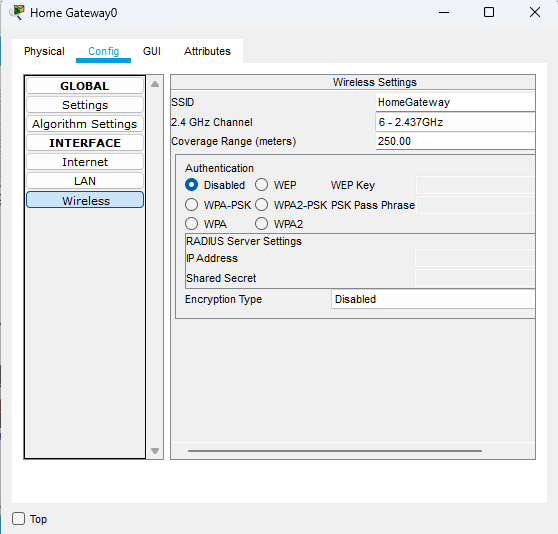 Home Gateway0
Physical Config GUI Attributes
GLOBAL
Settings
Algorithm Settings
INTERFACE
Internet
LAN
Wireless
Wireless Settings
SSID HomeGateway
2.4 GHz Channel 6 - 2.437GHz
Coverage Range (meters) 250.00
Authentication
Disabled WEP WEP Key
WPA-PSK WPA2-PSK PSK Pass Phrase
WPA WPA2
RADIUS Server Settings
IP Address
Shared Secret
Encryption Type Disabled
Top